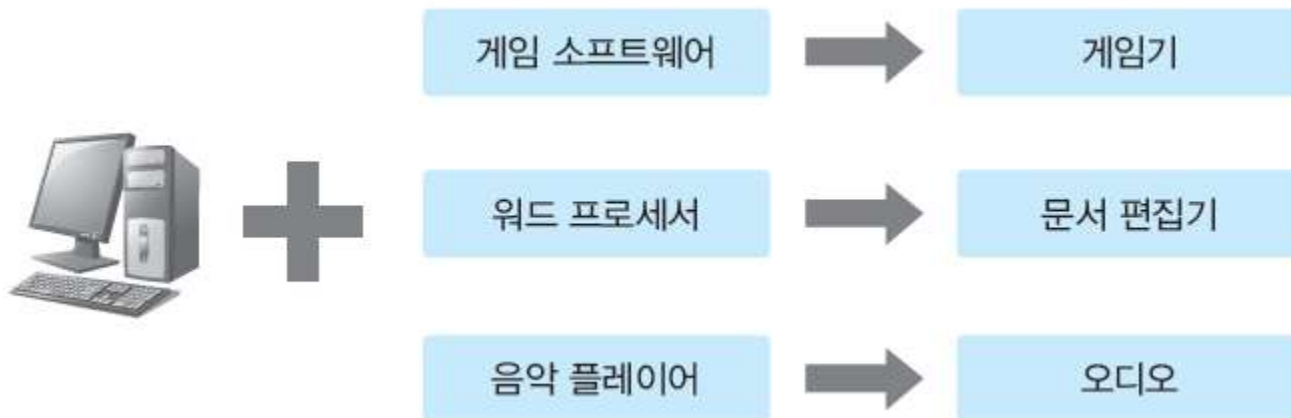 게임 소프트웨어
게임기
워드 프로세서
문서 편집기
음악 플레이어
오디오